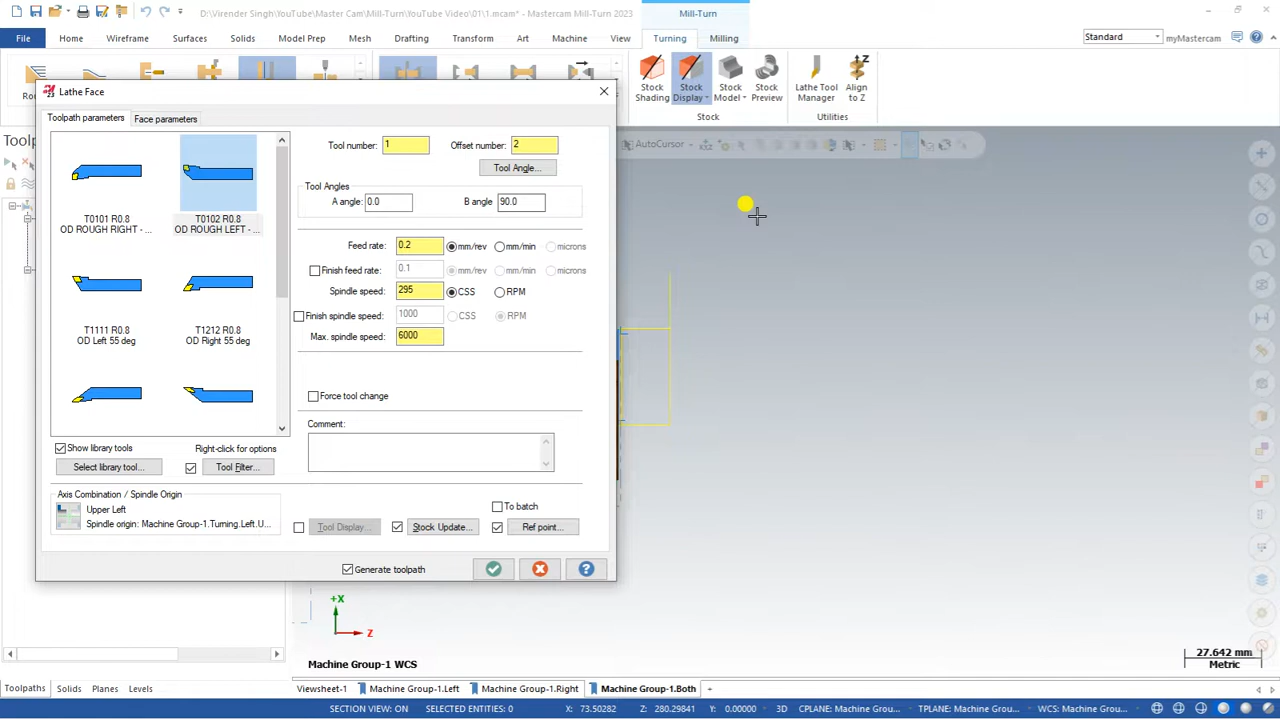 D:\Virender Singh\YouTube\Master Cam\Mill-Turn\YouTube Video\01\1.mcam* - Mastercam Mill-Turn 2023
Mill-Turn
File Home Wireframe Surfaces Solids Model Prep Mesh Drafting Transform Art Machine View Turning Milling
Standard myMastercam
Stock Shading
Stock Display
Stock Model
Stock Preview
Lathe Tool Manager
Align to Z
Stock
Utilities
Lathe Face
Toolpath parameters Face parameters
AutoCursor
T0101 R0.8
OD ROUGH RIGHT - ...
T0102 R0.8
OD ROUGH LEFT - ...
T1111 R0.8
OD Left 55 deg
T1212 R0.8
OD Right 55 deg
Tool number: 1 Offset number: 2
Tool Angle...
Tool Angles
A angle: 0.0 B angle 90.0
Feed rate: 0.2 mm/rev mm/min microns
Finish feed rate: 0.1 mm/rev mm/min microns
Spindle speed: 295 CSS RPM
Finish spindle speed: 1000 CSS RPM
Max. spindle speed: 6000
Force tool change
Comment:
Show library tools Right-click for options
Select library tool... Tool Filter...
Axis Combination / Spindle Origin
Upper Left
Spindle origin: Machine Group-1.Turning.Left.U...
To batch
Tool Display... Stock Update... Ref point...
Generate toolpath
+X
Z
Machine Group-1 WCS
27.642 mm
Metric
Toolpaths Solids Planes Levels
Viewsheet-1 Machine Group-1.Left Machine Group-1.Right Machine Group-1.Both +
SECTION VIEW: ON SELECTED ENTITIES: 0 X: 73.50282 Z: 280.29841 Y: 0.00000 3D CPLANE: Machine Grou... TPLANE: Machine Grou... WCS: Machine Grou...